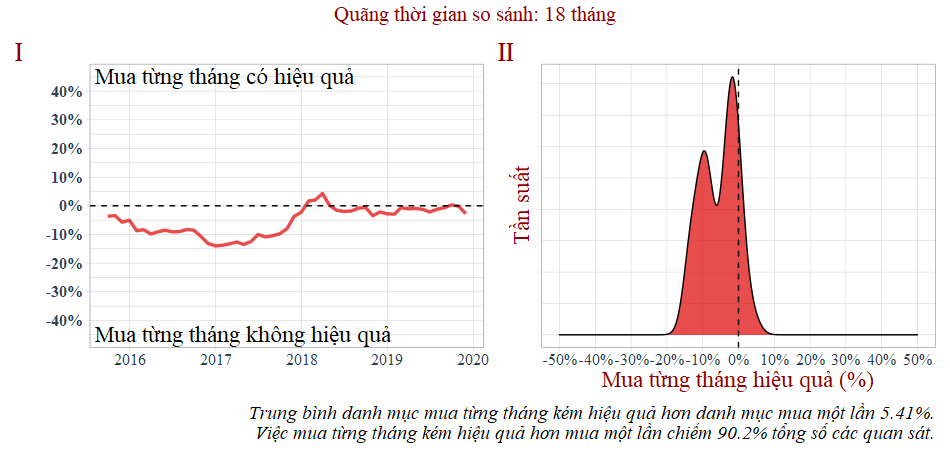 Quãng thời gian so sánh: 18 tháng
I
Mua từng tháng có hiệu quả
40%
30%
20%
10%
0%
-10%
-20%
-30%
-40%
Mua từng tháng không hiệu quả
2016 2017 2018 2019 2020
II
Tần suất
-50% -40% -30% -20% -10% 0% 10% 20% 30% 40% 50%
Mua từng tháng hiệu quả (%)
Trung bình danh mục mua từng tháng kém hiệu quả hơn danh mục mua một lần 5.41%.
Việc mua từng tháng kém hiệu quả hơn mua một lần chiếm 90.2% tổng số các quan sát.